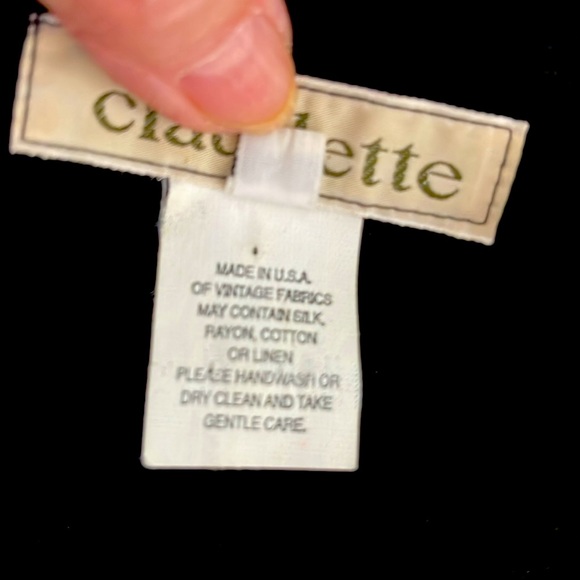 claudette
MADE IN U.S.A.
OF VINTAGE FABRICS
MAY CONTAIN SILK,
RAYON, COTTON
OR LINEN
PLEASE HANDWASH OR
DRY CLEAN AND TAKE
GENTLE CARE.